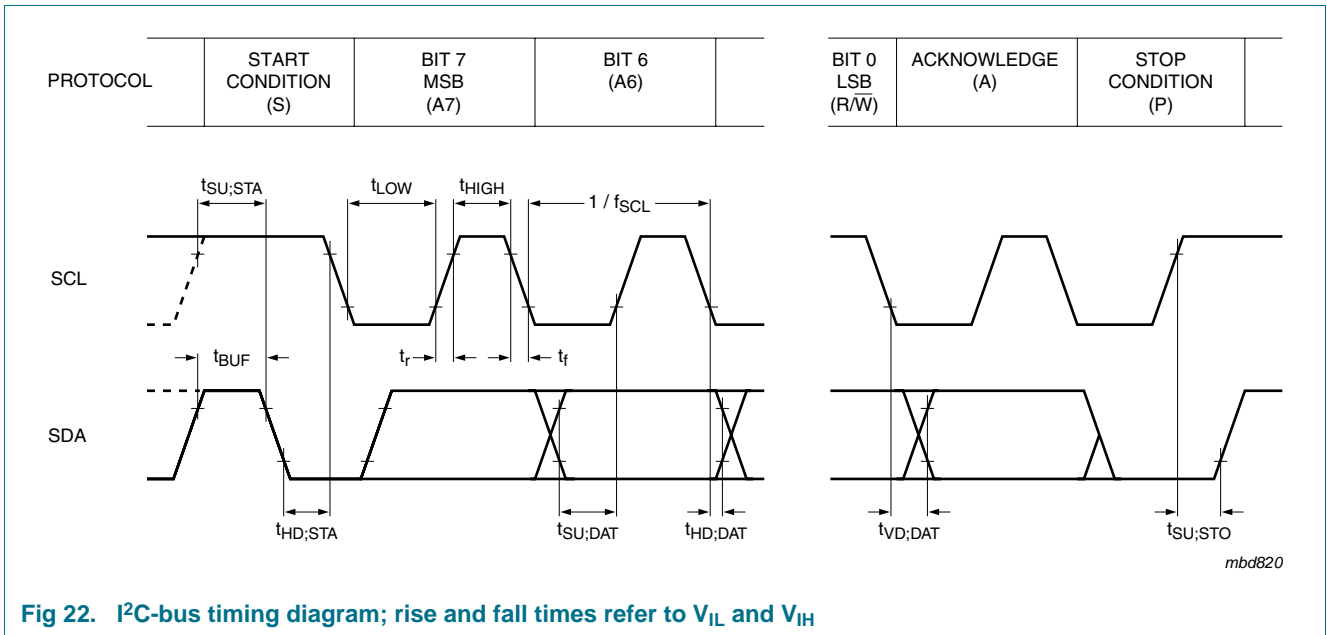 PROTOCOL
START
CONDITION
(S)
BIT 7
MSB
(A7)
BIT 6
(A6)
BIT 0
LSB
(R/W̅)
ACKNOWLEDGE
(A)
STOP
CONDITION
(P)
tSU;STA
tLOW
tHIGH
1 / fSCL
SCL
tBUF
tr
tf
SDA
tHD;STA
tSU;DAT
tHD;DAT
tVD;DAT
tSU;STO
mbd820
Fig 22. I²C-bus timing diagram; rise and fall times refer to VIL and VIH